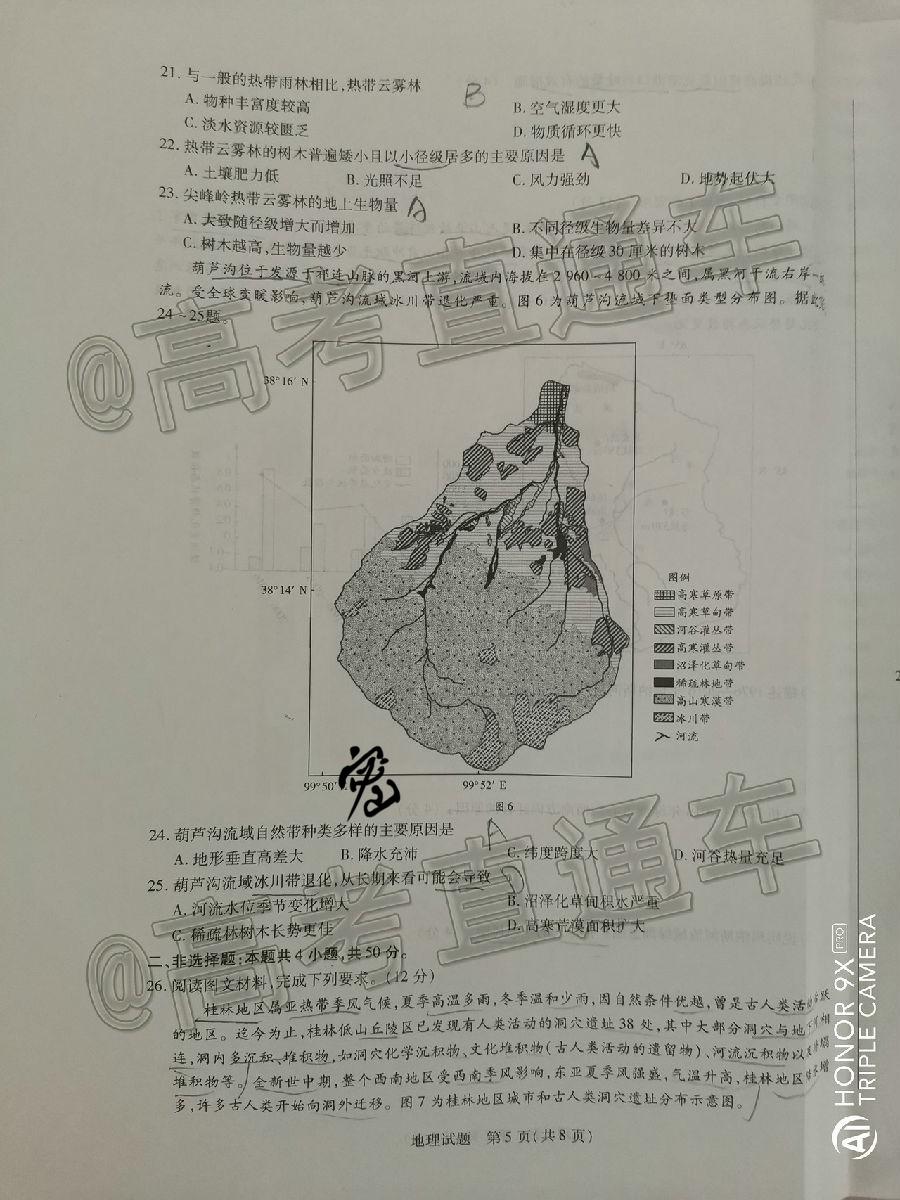 21. 与一般的热带雨林相比,热带云雾林
B
A. 物种丰富度较高 B. 空气湿度更大
C. 淡水资源较匮乏 D. 物质循环更快
22. 热带云雾林的树木普遍矮小且以小径级居多的主要原因是 A
A. 土壤肥力低 B. 光照不足 C. 风力强劲 D. 地势起伏大
23. 尖峰岭热带云雾林的地上生物量
A. 大致随径级增大而增加 B. 不同径级生物量差异不大
C. 树木越高,生物量越少 D. 集中在径级30厘米的树木
葫芦沟位于发源于祁连山脉的黑河上游,流域内海拔在2 960~4 800米之间,属黑河干流右岸一
流。受全球变暖影响,葫芦沟流域冰川带退化严重。图6为葫芦沟流域下垫面类型分布图。据
24~25题。
@高考直通车
38°16′ N
38°14′ N
图例
高寒草原带
高寒草甸带
河谷灌丛带
高寒灌丛带
沼泽化草甸带
稀疏林地带
高山寒漠带
冰川带
河流
99°50′
99°52′ E
图6
24. 葫芦沟流域自然带种类多样的主要原因是 A
A. 地形垂直高差大 B. 降水充沛 C. 纬度跨度大 D. 河谷热量充足
25. 葫芦沟流域冰川带退化,从长期来看可能会导致
A. 河流水位季节变化增大 B. 沼泽化草甸积水严重
C. 稀疏林树木长势更佳 D. 高寒荒漠面积扩大
@高考直通车
二、非选择题:本题共4小题,共50分。
26. 阅读图文材料,完成下列要求。(12分)
桂林地区属亚热带季风气候,夏季高温多雨,冬季温和少雨,因自然条件优越,曾是古人类活
的地区。迄今为止,桂林低山丘陵区已发现有人类活动的洞穴遗址38处,其中大部分洞穴与地
连,洞内多沉积、堆积物,如洞穴化学沉积物、文化堆积物(古人类活动的遗留物)、河流沉积物以
堆积物等。全新世中期,整个西南地区受西南季风影响,东亚夏季风强盛,气温升高,桂林地区
多,许多古人类开始向洞外迁移。图7为桂林地区城市和古人类洞穴遗址分布示意图。
地理试题 第5页(共8页)
HONOR 9X PRO
AI TRIPLE CAMERA